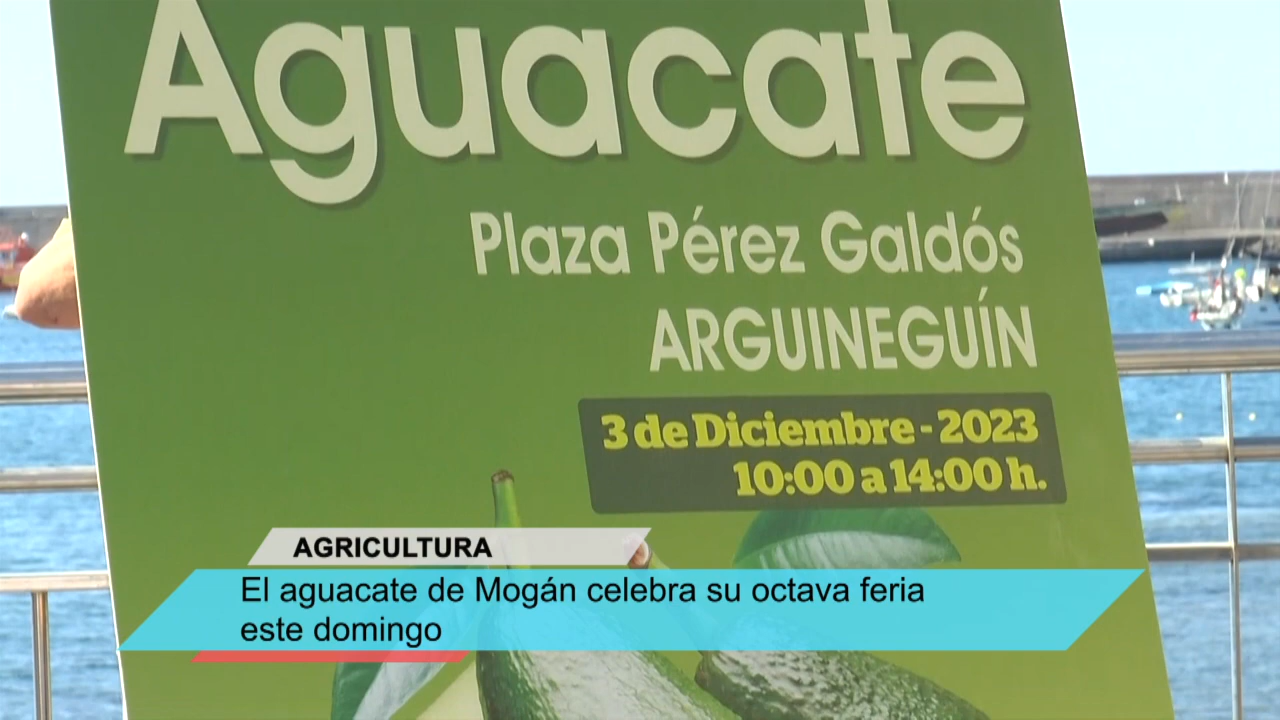 Aguacate
Plaza Pérez Galdós
ARGUINEGUÍN
3 de Diciembre - 2023
10:00 a 14:00 h.
AGRICULTURA
El aguacate de Mogán celebra su octava feria
este domingo